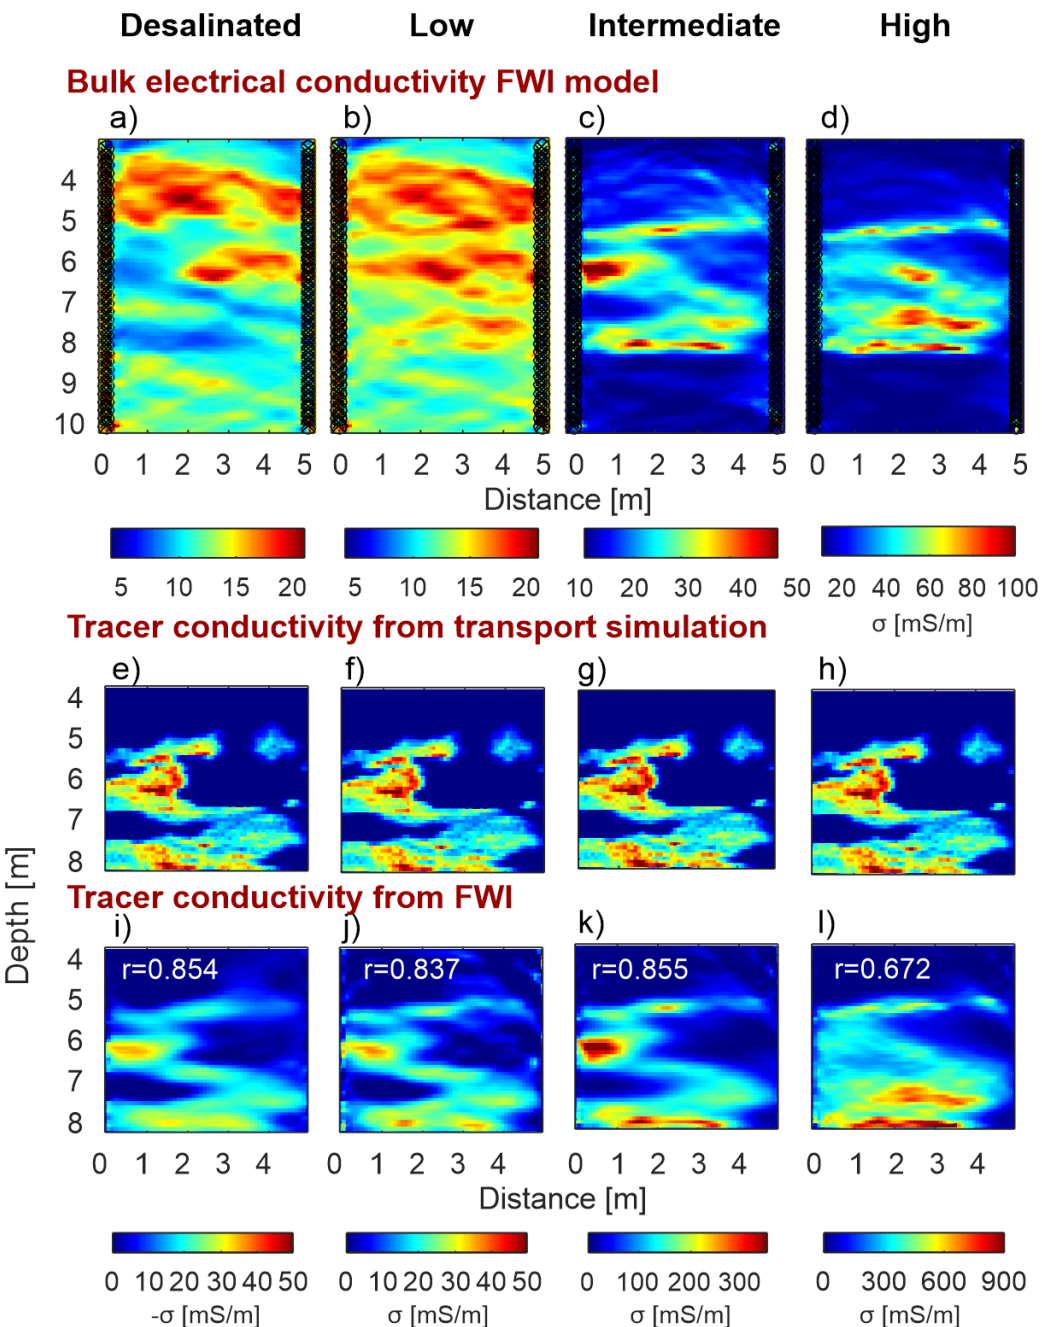 Desalinated Low Intermediate High
Bulk electrical conductivity FWI model
a) b) c) d)
4
5
6
7
8
9
10
0 1 2 3 4 5 0 1 2 3 4 5 0 1 2 3 4 5 0 1 2 3 4 5
Distance [m]
5 10 15 20 5 10 15 20 10 20 30 40 50 20 40 60 80 100
σ [mS/m]
Tracer conductivity from transport simulation
e) f) g) h)
4
5
6
7
8
Depth [m]
Tracer conductivity from FWI
i) j) k) l)
r=0.854 r=0.837 r=0.855 r=0.672
4
5
6
7
8
0 1 2 3 4 0 1 2 3 4 0 1 2 3 4 0 1 2 3 4
Distance [m]
0 10 20 30 40 50 0 10 20 30 40 50 0 100 200 300 0 300 600 900
-σ [mS/m] σ [mS/m] σ [mS/m] σ [mS/m]